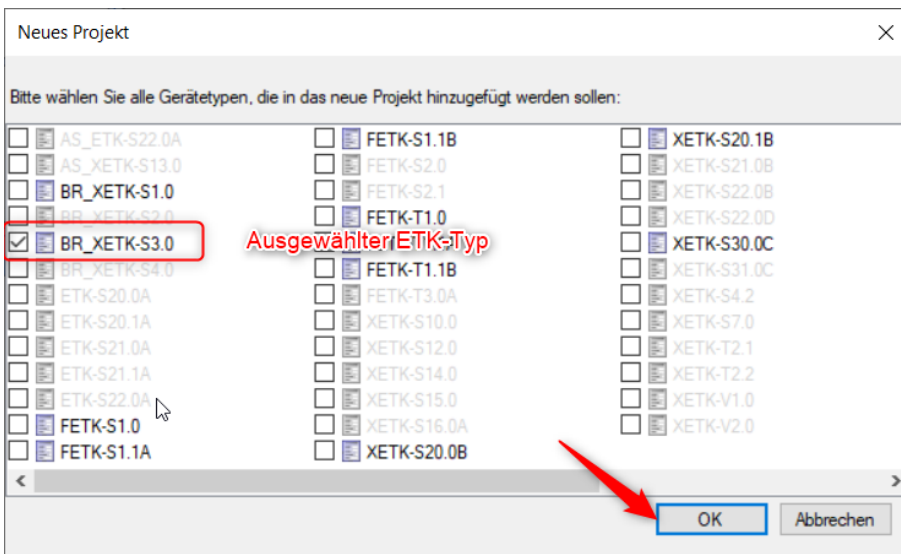 Neues Projekt
Bitte wählen Sie alle Gerätetypen, die in das neue Projekt hinzugefügt werden sollen:
AS_ETK-S22.0A
AS_XETK-S13.0
BR_XETK-S1.0
BR_XETK-S2.0
BR_XETK-S3.0
BR_XETK-S4.0
ETK-S20.0A
ETK-S20.1A
ETK-S21.0A
ETK-S21.1A
ETK-S22.0A
FETK-S1.0
FETK-S1.1A
FETK-S1.1B
FETK-S2.0
FETK-S2.1
FETK-T1.0
Ausgewählter ETK-Typ
FETK-T1.1B
FETK-T3.0A
XETK-S10.0
XETK-S12.0
XETK-S14.0
XETK-S15.0
XETK-S16.0A
XETK-S20.0B
XETK-S20.1B
XETK-S21.0B
XETK-S22.0B
XETK-S22.0D
XETK-S30.0C
XETK-S31.0C
XETK-S4.2
XETK-S7.0
XETK-T2.1
XETK-T2.2
XETK-V1.0
XETK-V2.0
OK
Abbrechen